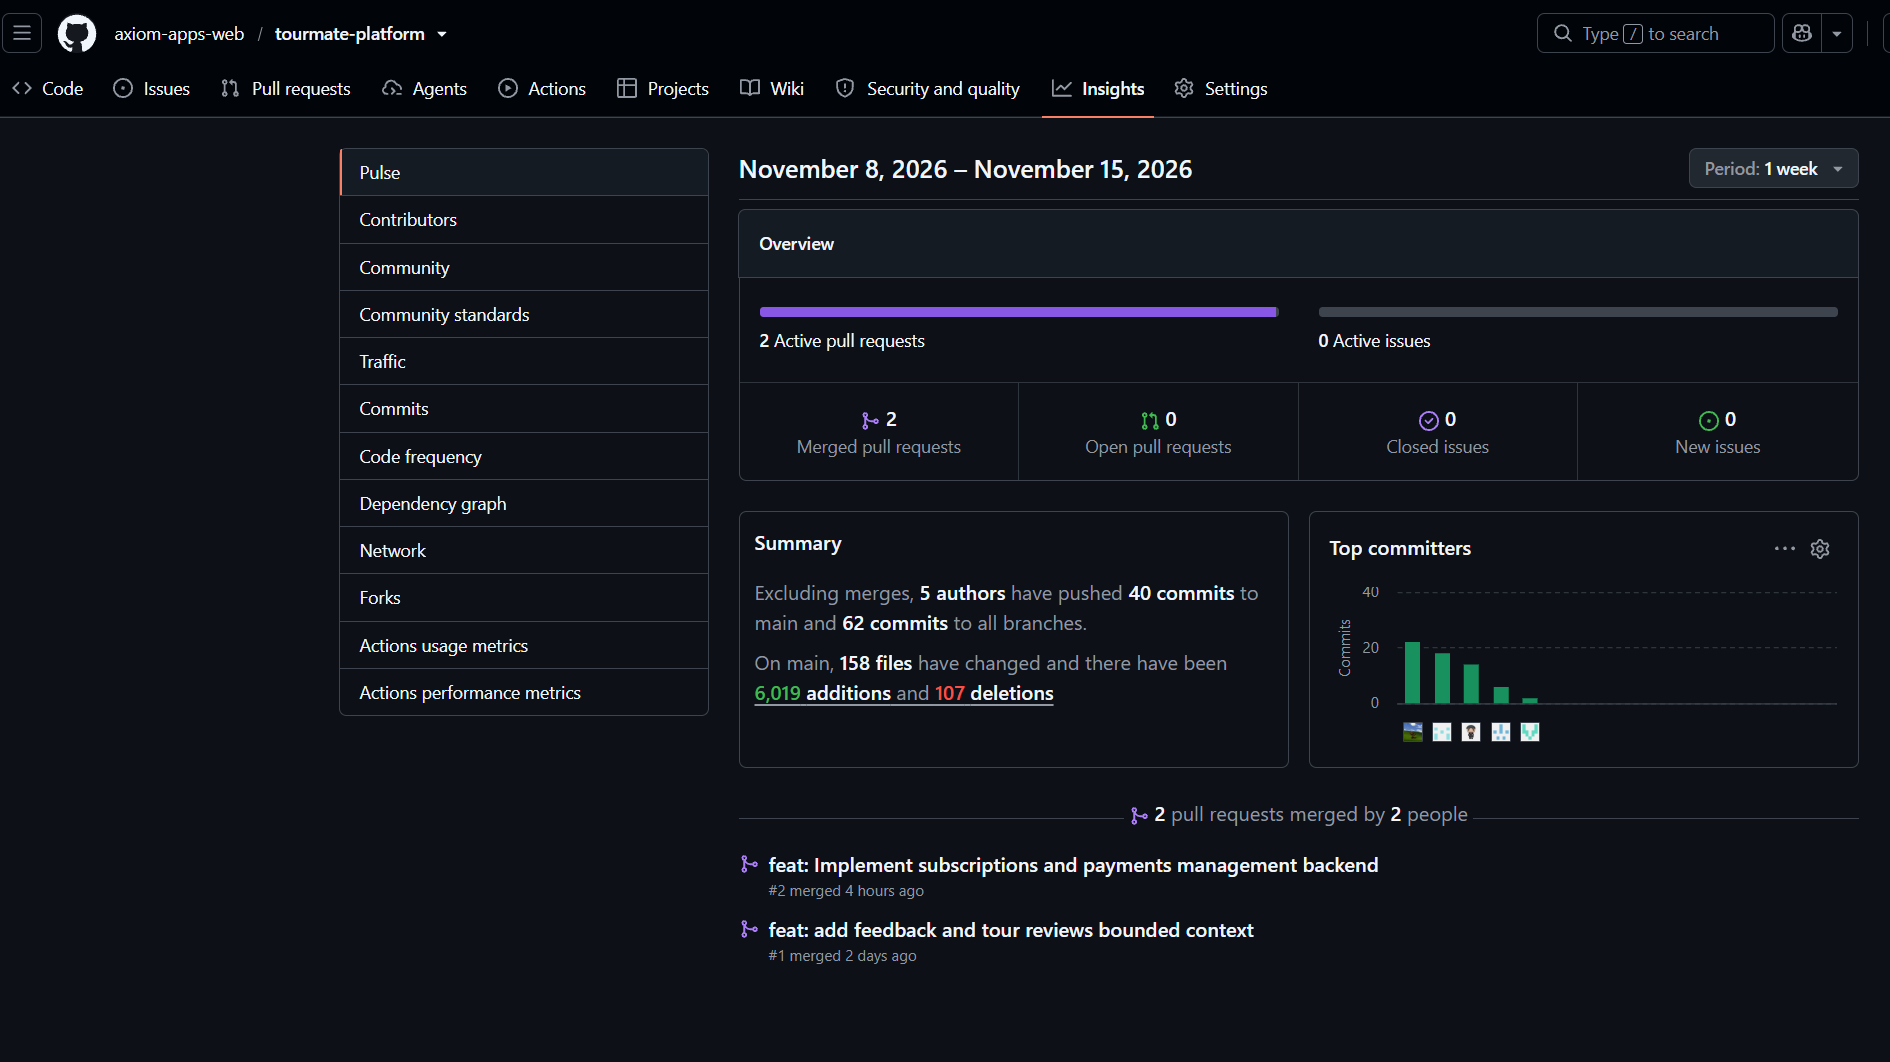 axiom-apps-web / tourmate-platform
Type / to search
Code
Issues
Pull requests
Agents
Actions
Projects
Wiki
Security and quality
Insights
Settings
Pulse
Contributors
Community
Community standards
Traffic
Commits
Code frequency
Dependency graph
Network
Forks
Actions usage metrics
Actions performance metrics
November 8, 2026 – November 15, 2026
Period: 1 week
Overview
2 Active pull requests
0 Active issues
2
Merged pull requests
0
Open pull requests
0
Closed issues
0
New issues
Summary
Excluding merges, 5 authors have pushed 40 commits to
main and 62 commits to all branches.
On main, 158 files have changed and there have been
6,019 additions and 107 deletions
Top committers
Commits
40
20
0
2 pull requests merged by 2 people
feat: Implement subscriptions and payments management backend
#2 merged 4 hours ago
feat: add feedback and tour reviews bounded context
#1 merged 2 days ago